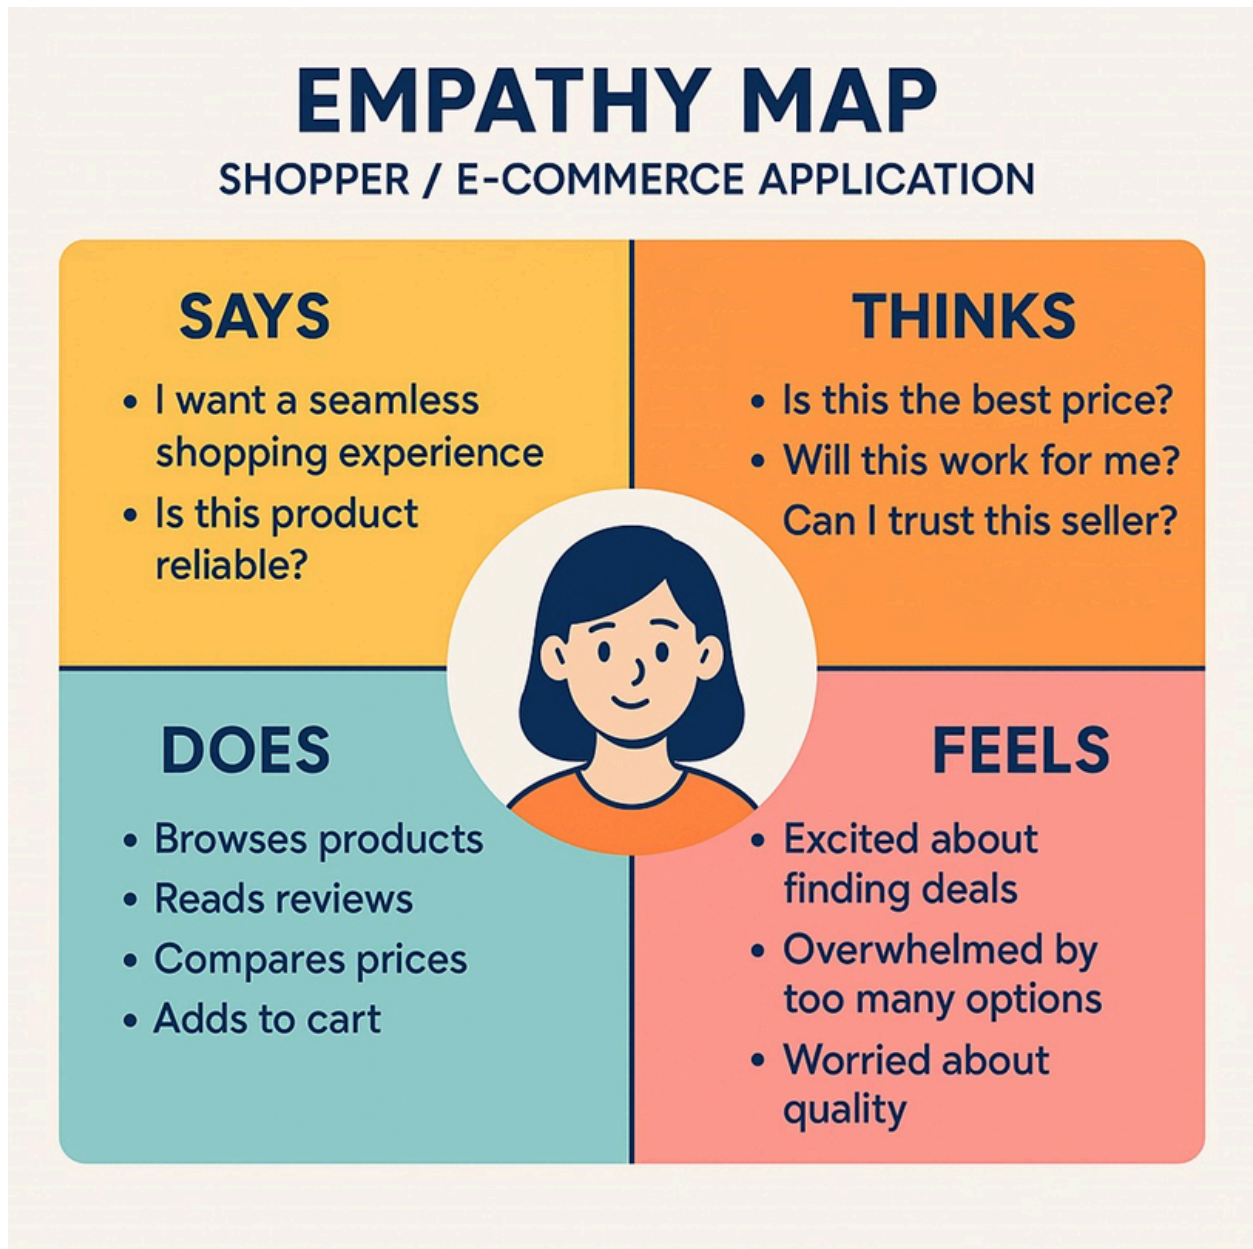 EMPATHY MAP
SHOPPER / E-COMMERCE APPLICATION
SAYS
• I want a seamless
shopping experience
• Is this product
reliable?
THINKS
• Is this the best price?
• Will this work for me?
Can I trust this seller?
DOES
• Browses products
• Reads reviews
• Compares prices
• Adds to cart
FEELS
• Excited about
finding deals
• Overwhelmed by
too many options
• Worried about
quality